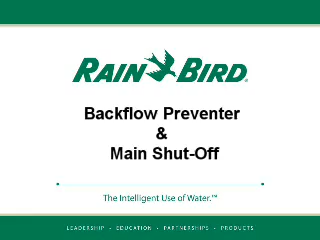 RAIN BIRD®
Backflow Preventer
&
Main Shut-Off
The Intelligent Use of Water.™
LEADERSHIP • EDUCATION • PARTNERSHIPS • PRODUCTS